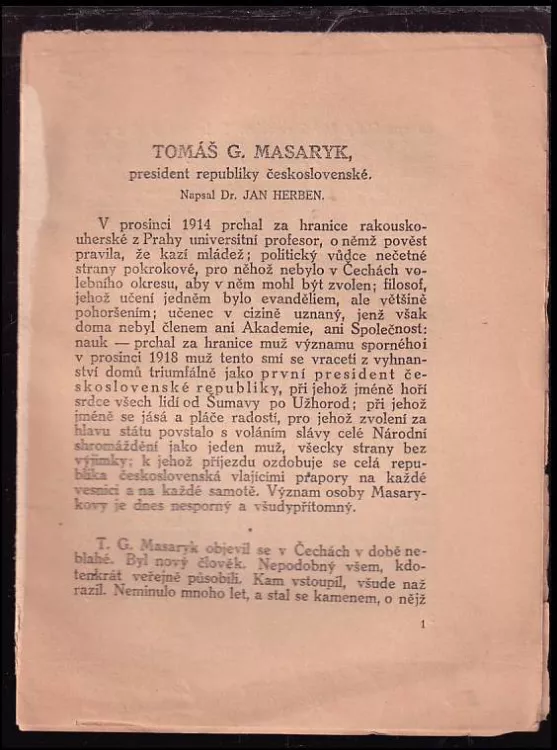 TOMÁŠ G. MASARYK,
president republiky československé.
Napsal Dr. JAN HERBEN.
V prosinci 1914 prchal za hranice rakousko-
uherské z Prahy universitní profesor, o němž pověst
pravila, že kazí mládež; politický vůdce nečetné
strany pokrokové, pro něhož nebylo v Čechách vo-
lebního okresu, aby v něm mohl být zvolen; filosof,
jehož učení jedněm bylo evanděliem, ale většině
pohoršením; učenec v cizině uznaný, jenž však
doma nebyl členem ani Akademie, ani Společnost:
nauk — prchal za hranice muž významu sporného i
v prosinci 1918 muž tento smí se vraceti z vyhnan-
ství domů triumfálně jako první president če-
skoslovenské republiky, při jehož jméně hoří
srdce všech lidí od Šumavy po Užhorod; při jehož
jméně se jásá a pláče radostí, pro jehož zvolení za
hlavu státu povstalo s voláním slávy celé Národní
shromáždění jako jeden muž, všecky strany bez
výjimky; k jehož příjezdu ozdobuje se celá repu-
blika československá vlajícími prapory na každé
vesnici a na každé samotě. Význam osoby Masary-
kovy je dnes nesporný a všudypřítomný.
T. G. Masaryk objevil se v Čechách v době ne-
blahé. Byl nový člověk. Nepodobný všem, kdo-
tenkrát veřejně působili. Kam vstoupil, všude naž
razil. Neminulo mnoho let, a stal se kamenem, o nějž
1